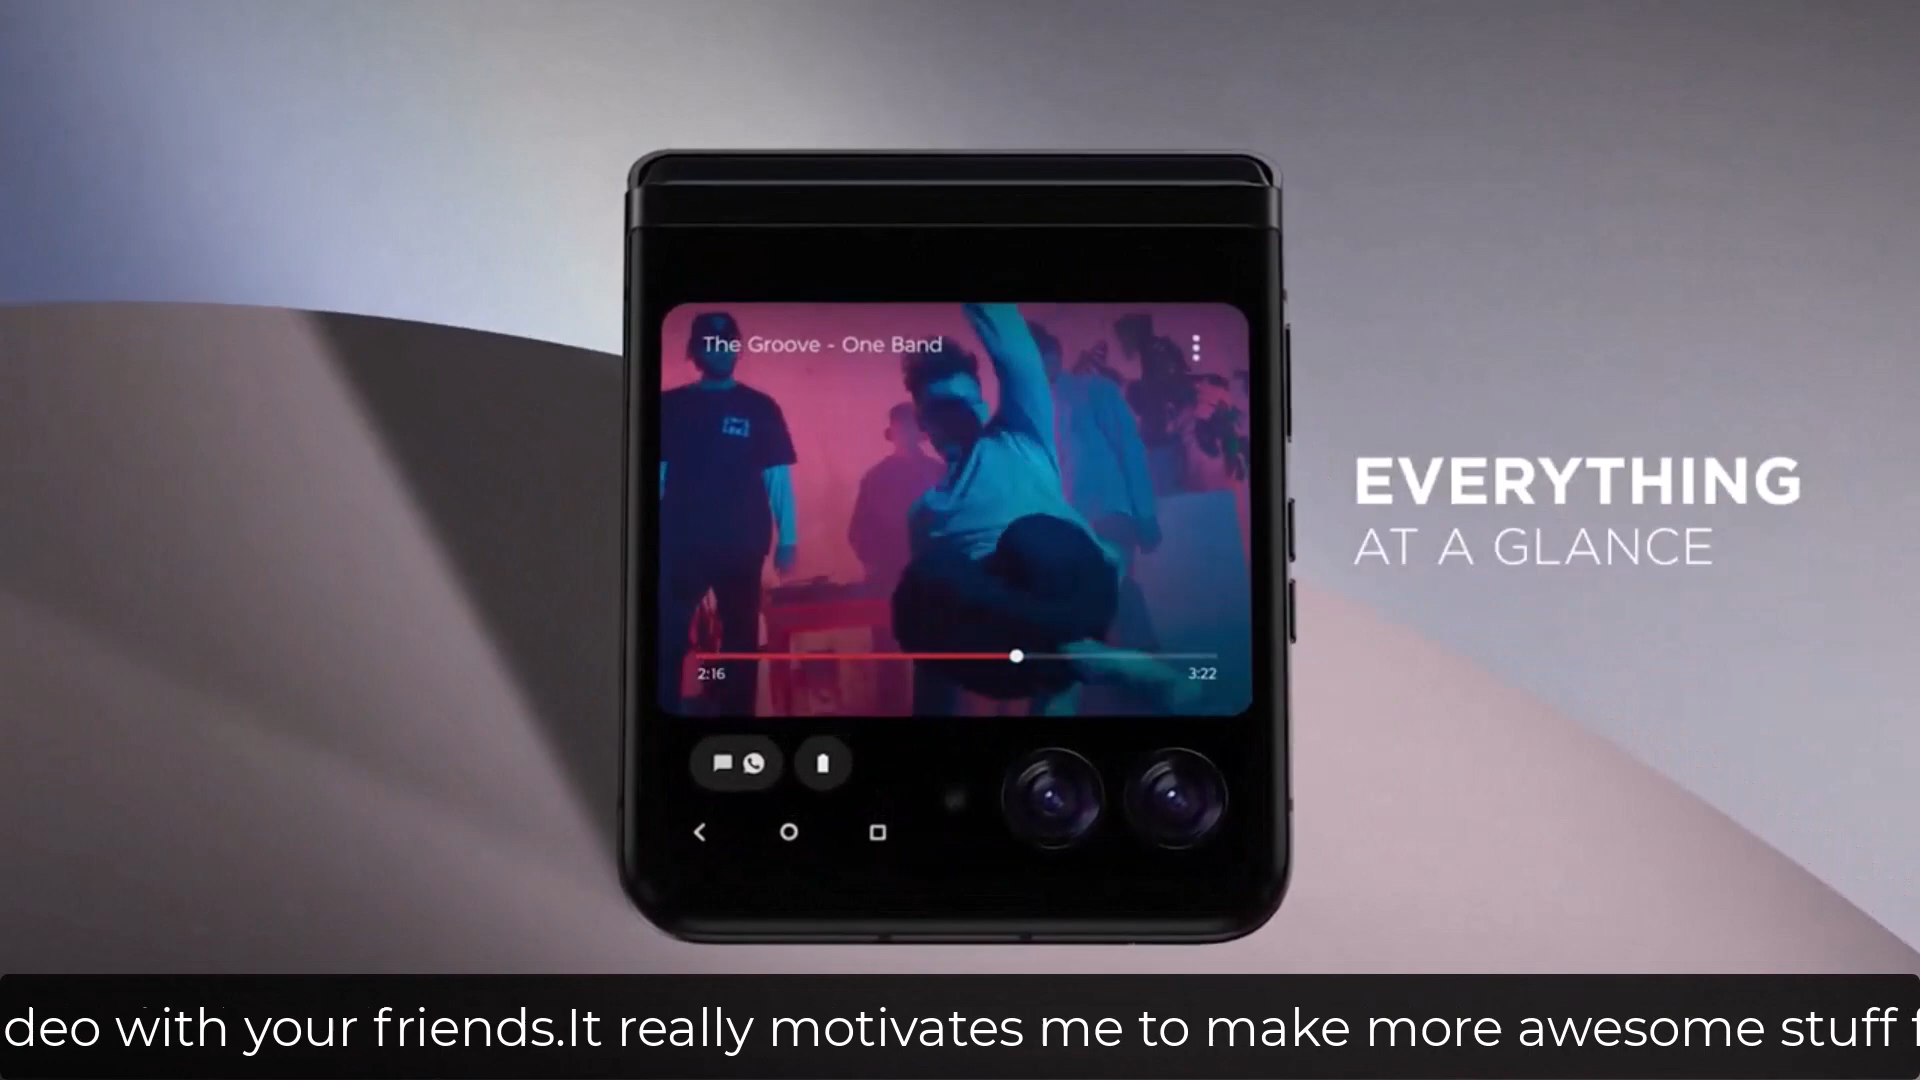 The Groove - One Band
EVERYTHING
AT A GLANCE
2:16
3:22
with your friends.It really motivates me to make more awesome stuff